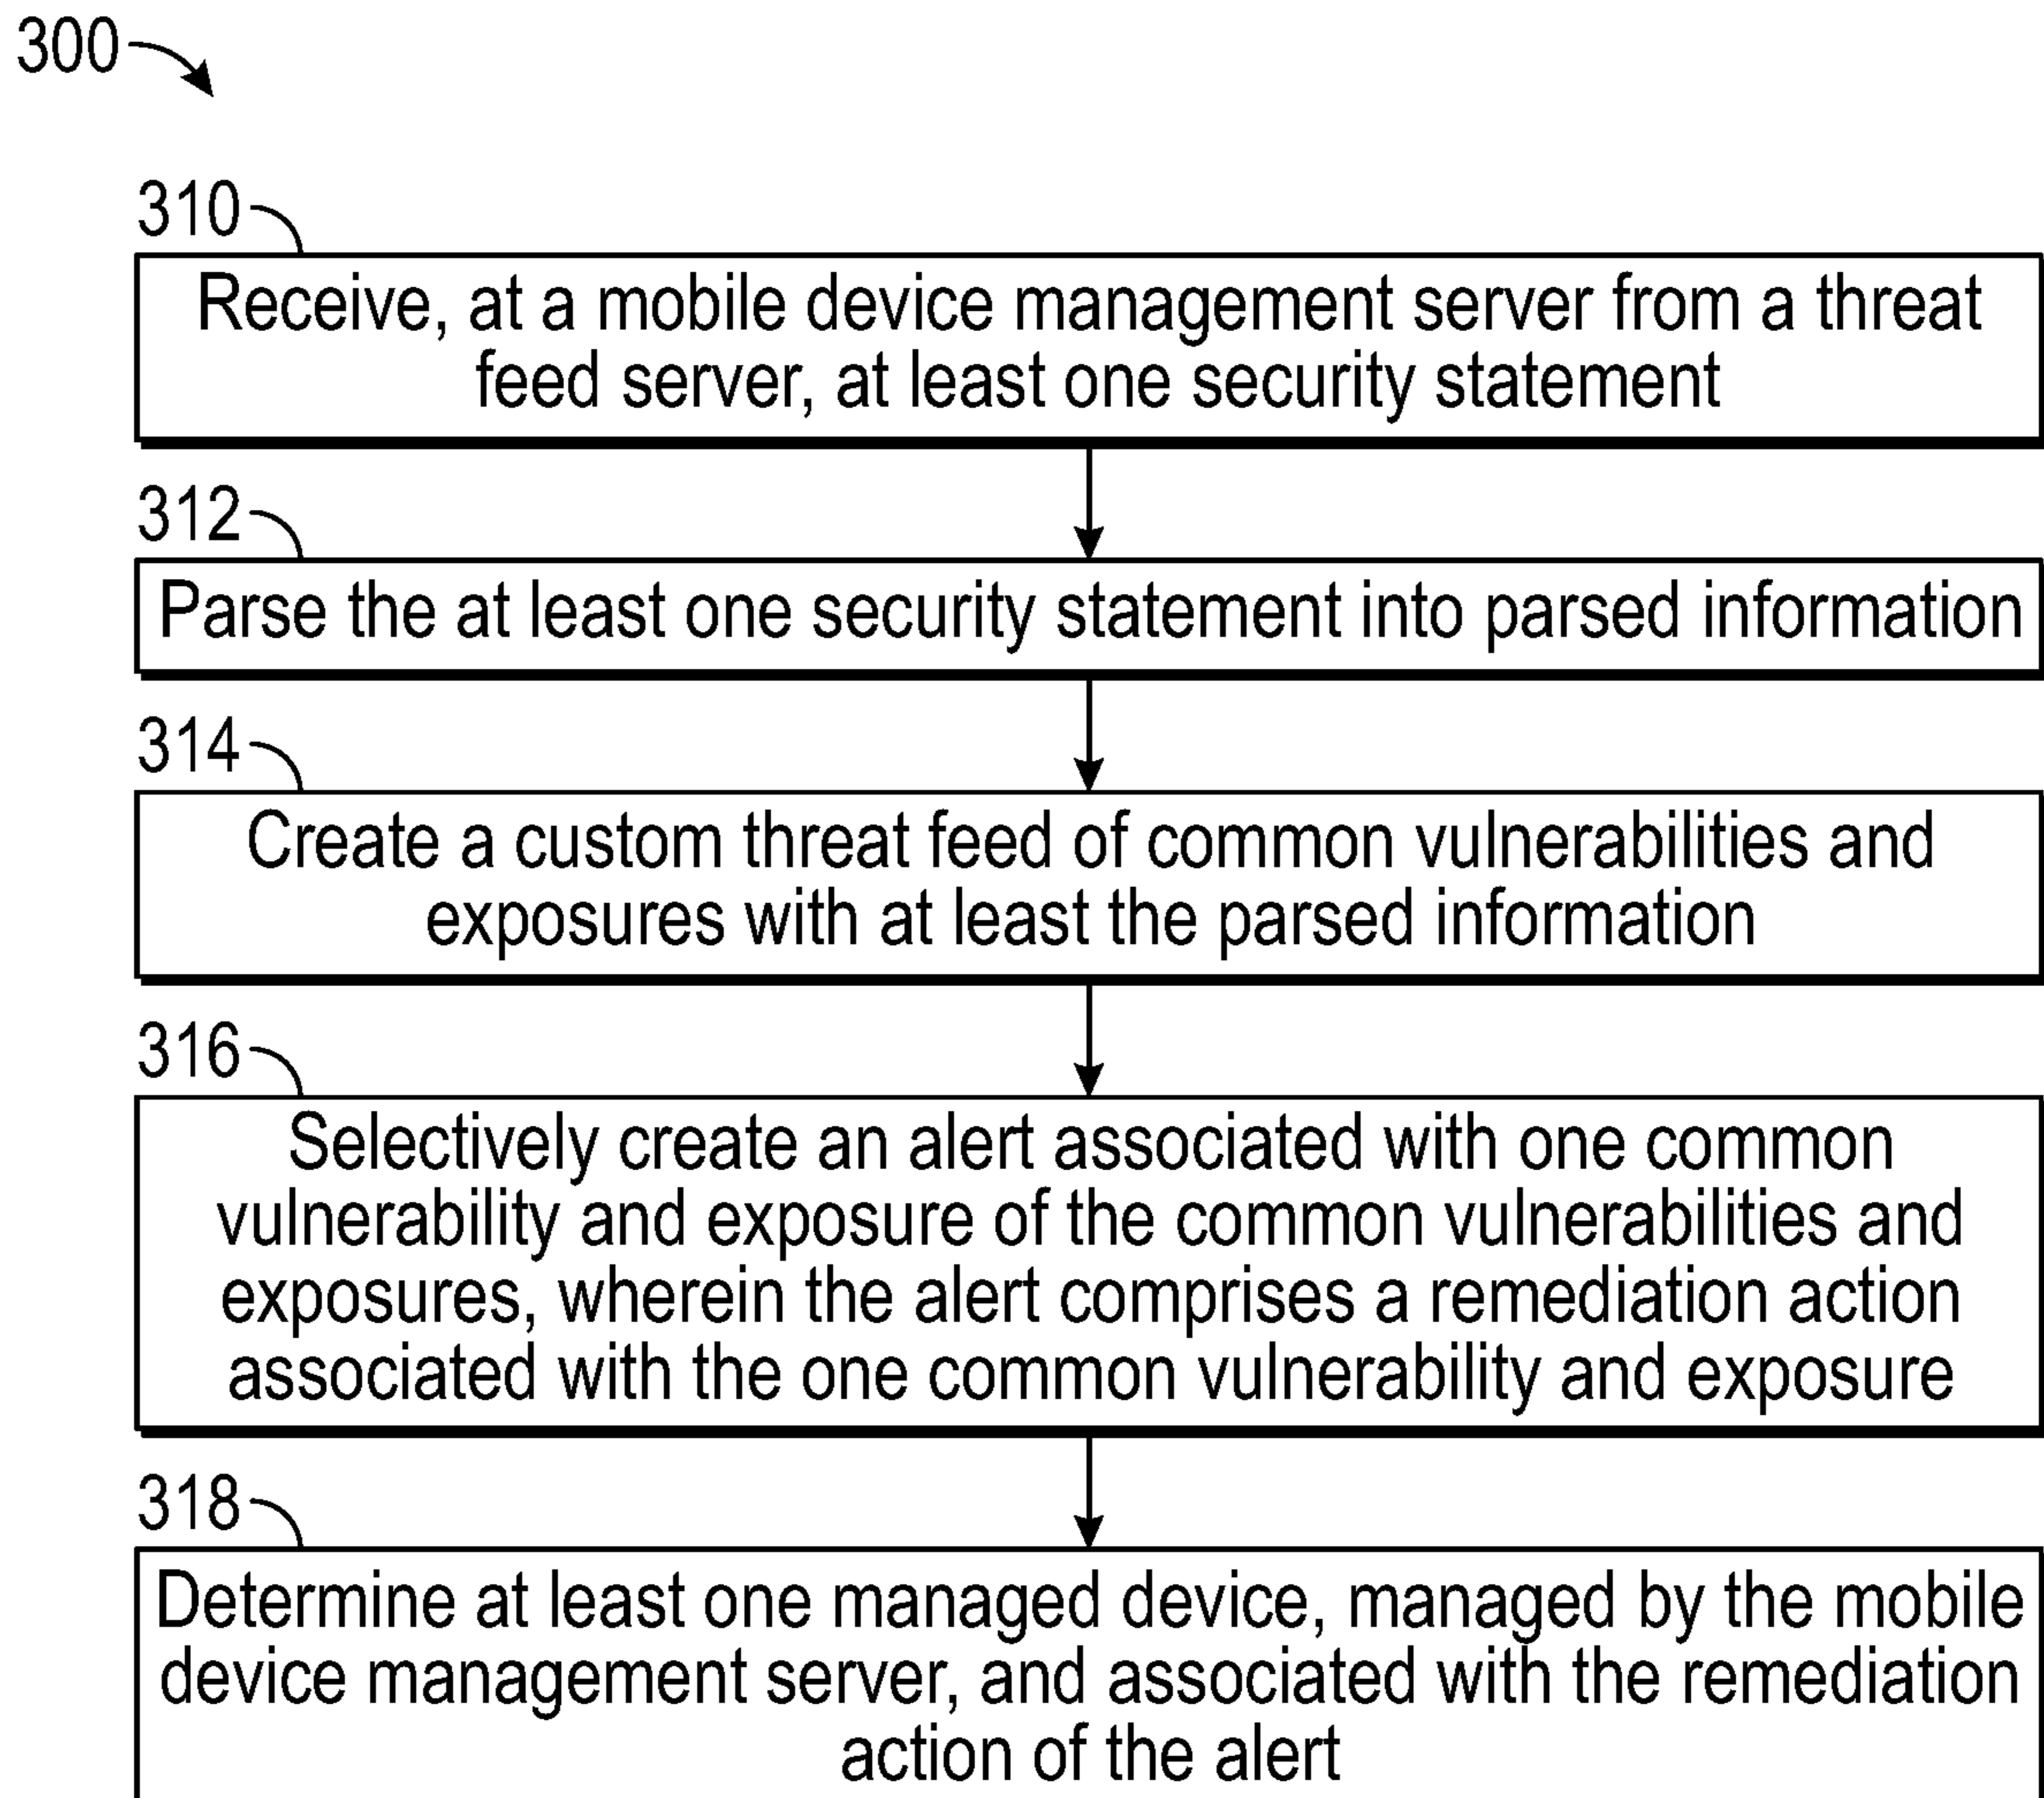 300
310
Receive, at a mobile device management server from a threat
feed server, at least one security statement
312
Parse the at least one security statement into parsed information
314
Create a custom threat feed of common vulnerabilities and
exposures with at least the parsed information
316
Selectively create an alert associated with one common
vulnerability and exposure of the common vulnerabilities and
exposures, wherein the alert comprises a remediation action
associated with the one common vulnerability and exposure
318
Determine at least one managed device, managed by the mobile
device management server, and associated with the remediation
action of the alert